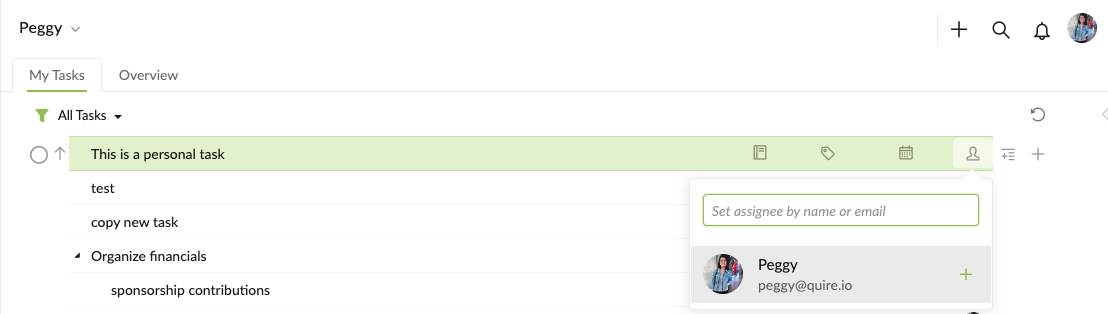 Peggy
My Tasks Overview
All Tasks
This is a personal task
test
copy new task
Set assignee by name or email
Organize financials
Peggy
peggy@quire.io
sponsorship contributions